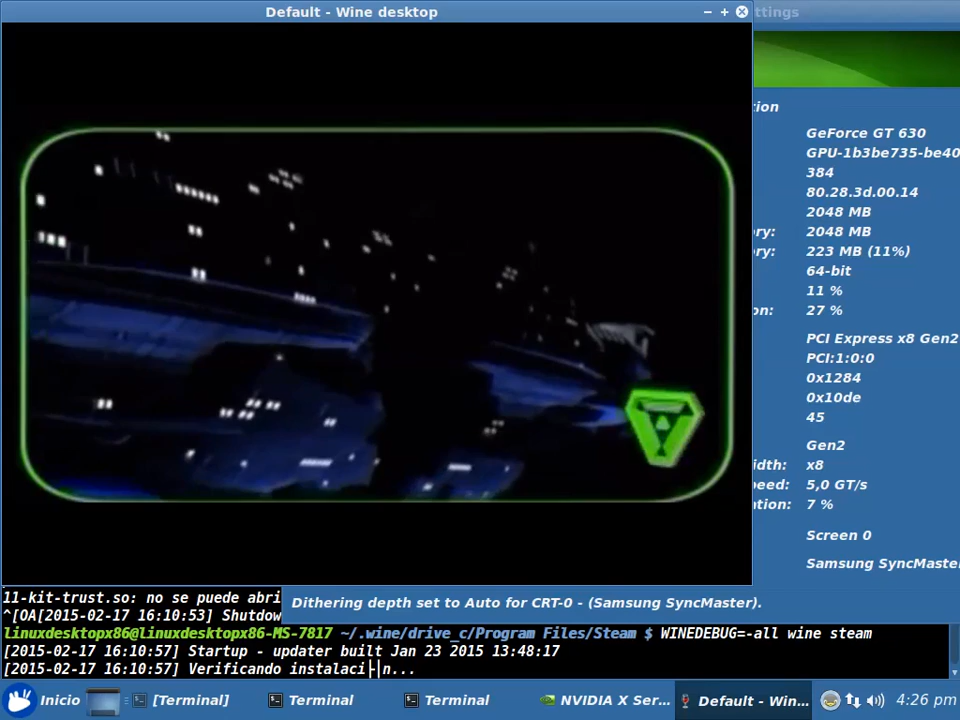 Default - Wine desktop
ttings
tion
GeForce GT 630
GPU-1b3be735-be40
384
80.28.3d.00.14
2048 MB
ry: 2048 MB
ry: 223 MB (11%)
64-bit
11 %
on: 27 %
PCI Express x8 Gen2
PCI:1:0:0
0x1284
0x10de
45
Gen2
idth: x8
peed: 5,0 GT/s
ation: 7 %
Screen 0
Samsung SyncMaste
11-kit-trust.so: no se puede abri
^[OA[2015-02-17 16:10:53] Shutdow
Dithering depth set to Auto for CRT-0 - (Samsung SyncMaster).
linuxdesktopx86@linuxdesktopx86-MS-7817 ~/.wine/drive_c/Program Files/Steam $ WINEDEBUG=-all wine steam
[2015-02-17 16:10:57] Startup - updater built Jan 23 2015 13:48:17
[2015-02-17 16:10:57] Verificando instalaci├│n...
Inicio
[Terminal]
Terminal
Terminal
NVIDIA X Ser...
Default - Win...
4:26 pm